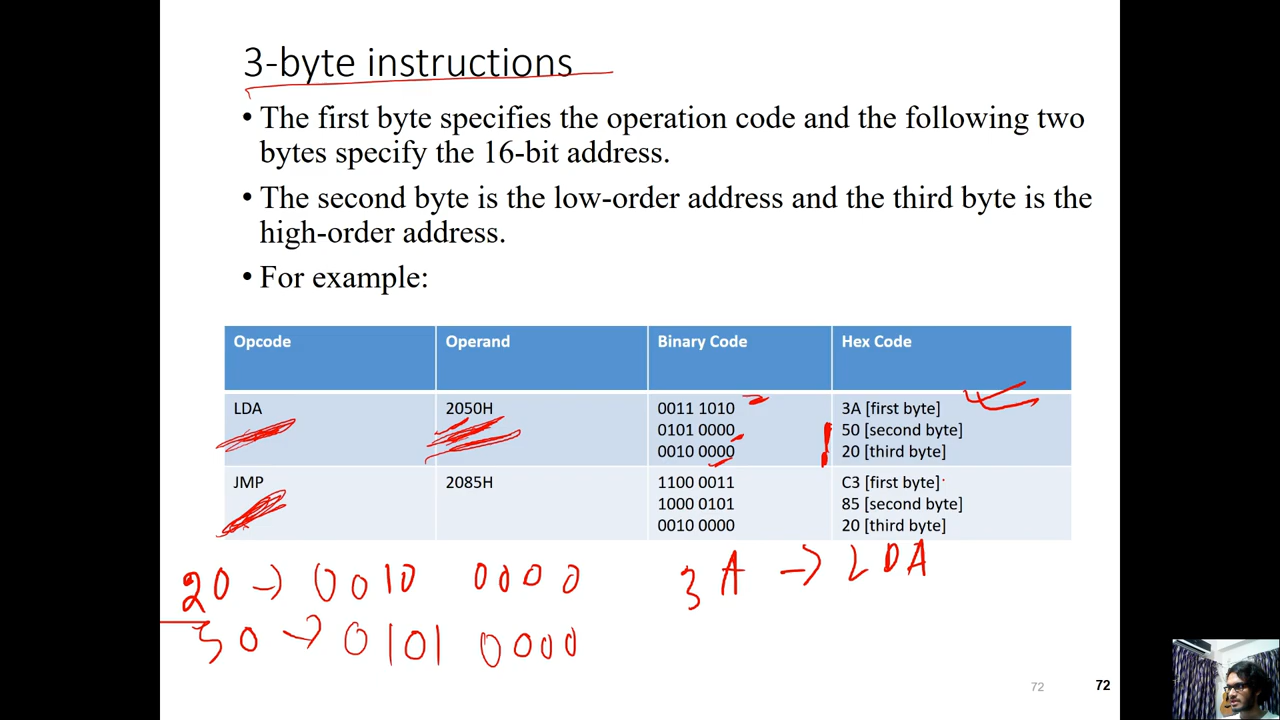 3-byte instructions
• The first byte specifies the operation code and the following two
bytes specify the 16-bit address.
• The second byte is the low-order address and the third byte is the
high-order address.
• For example:
Opcode Operand Binary Code Hex Code
LDA 2050H 0011 1010 3A [first byte]
0101 0000 50 [second byte]
0010 0000 20 [third byte]
JMP 2085H 1100 0011 C3 [first byte]
1000 0101 85 [second byte]
0010 0000 20 [third byte]
20 → 0010 0000 3A → LDA
50 → 0101 0000
72 72